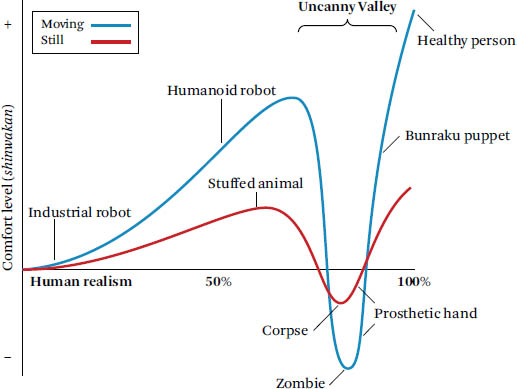 Uncanny Valley
+
Moving
Still
Healthy person
Humanoid robot
Bunraku puppet
Stuffed animal
Comfort level (shinwakan)
Industrial robot
Human realism
50%
100%
Prosthetic hand
Corpse
–
Zombie